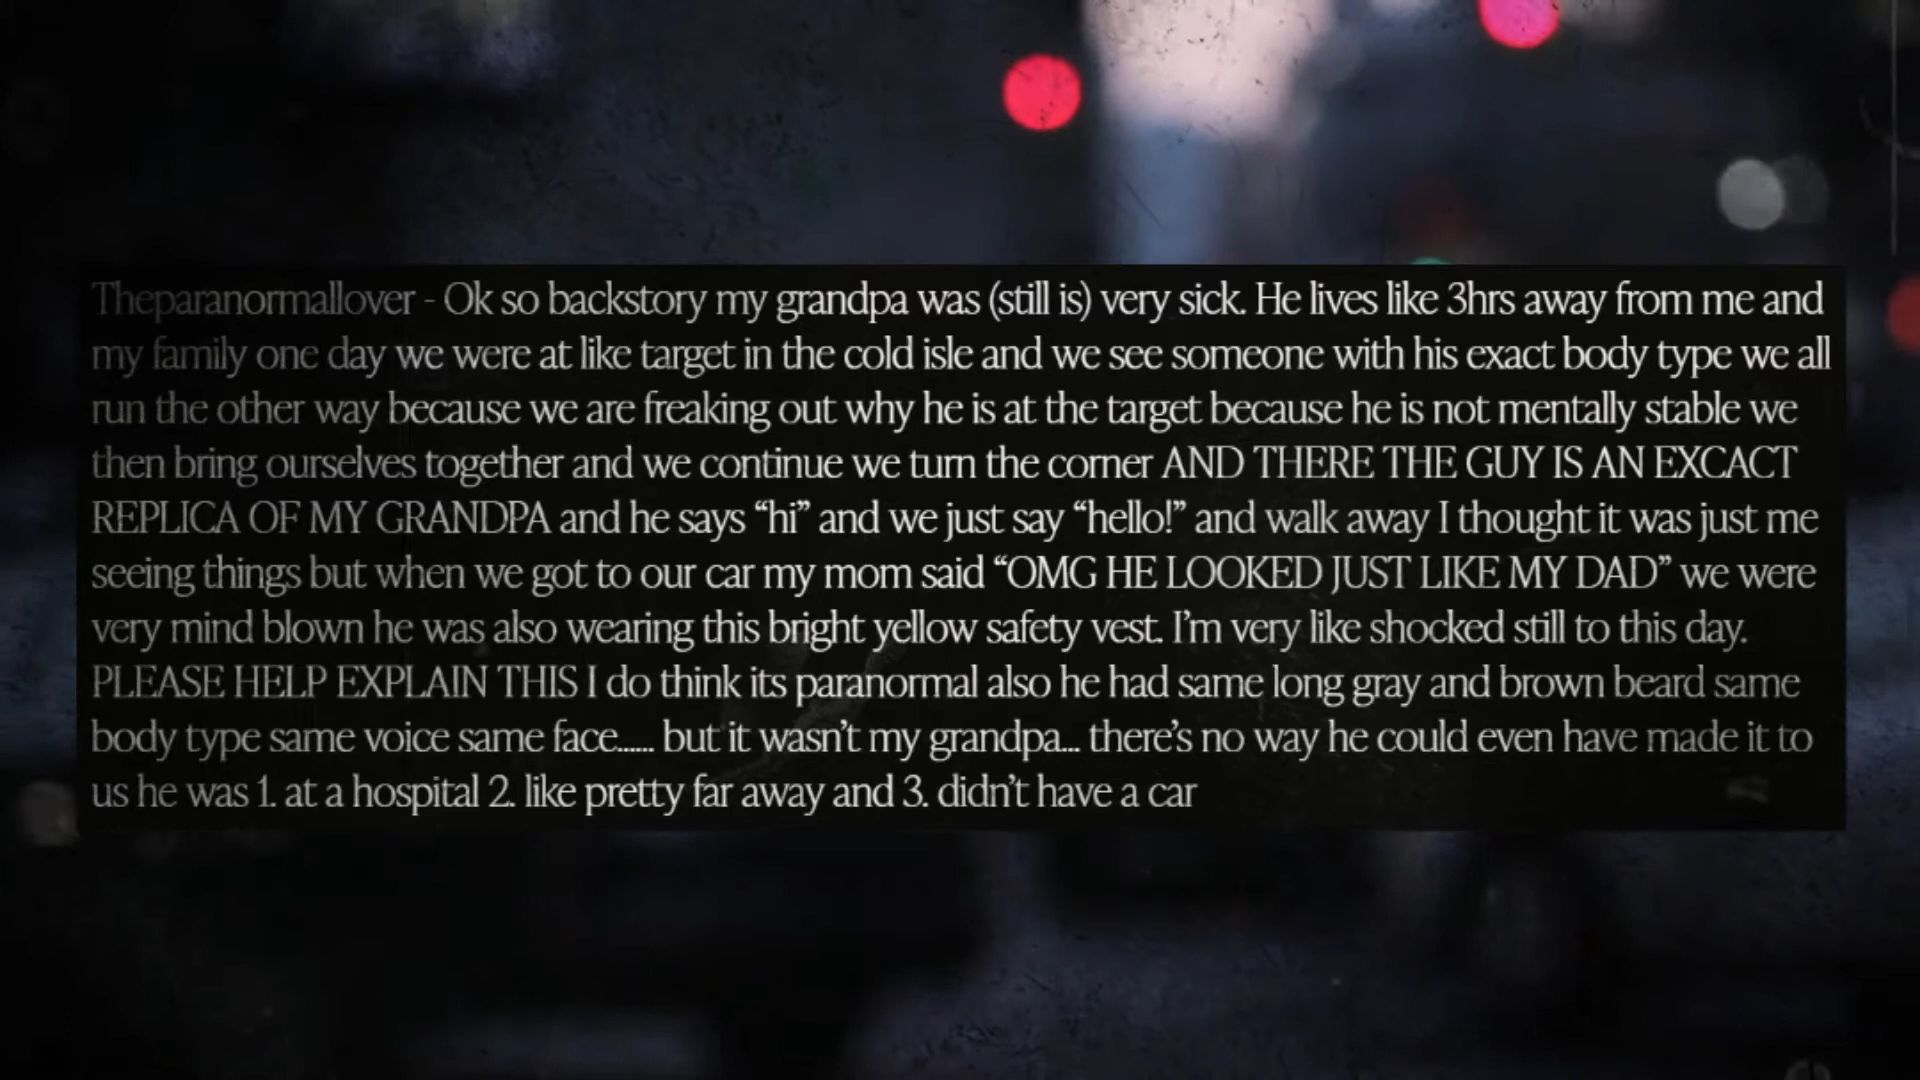 Theparanormallover - Ok so backstory my grandpa was (still is) very sick. He lives like 3hrs away from me and
my family one day we were at like target in the cold isle and we see someone with his exact body type we all
run the other way because we are freaking out why he is at the target because he is not mentally stable we
then bring ourselves together and we continue we turn the corner AND THERE THE GUY IS AN EXCACT
REPLICA OF MY GRANDPA and he says “hi” and we just say “hello!” and walk away I thought it was just me
seeing things but when we got to our car my mom said “OMG HE LOOKED JUST LIKE MY DAD” we were
very mind blown he was also wearing this bright yellow safety vest. I’m very like shocked still to this day.
PLEASE HELP EXPLAIN THIS I do think its paranormal also he had same long gray and brown beard same
body type same voice same face...... but it wasn’t my grandpa... there’s no way he could even have made it to
us he was 1. at a hospital 2. like pretty far away and 3. didn’t have a car